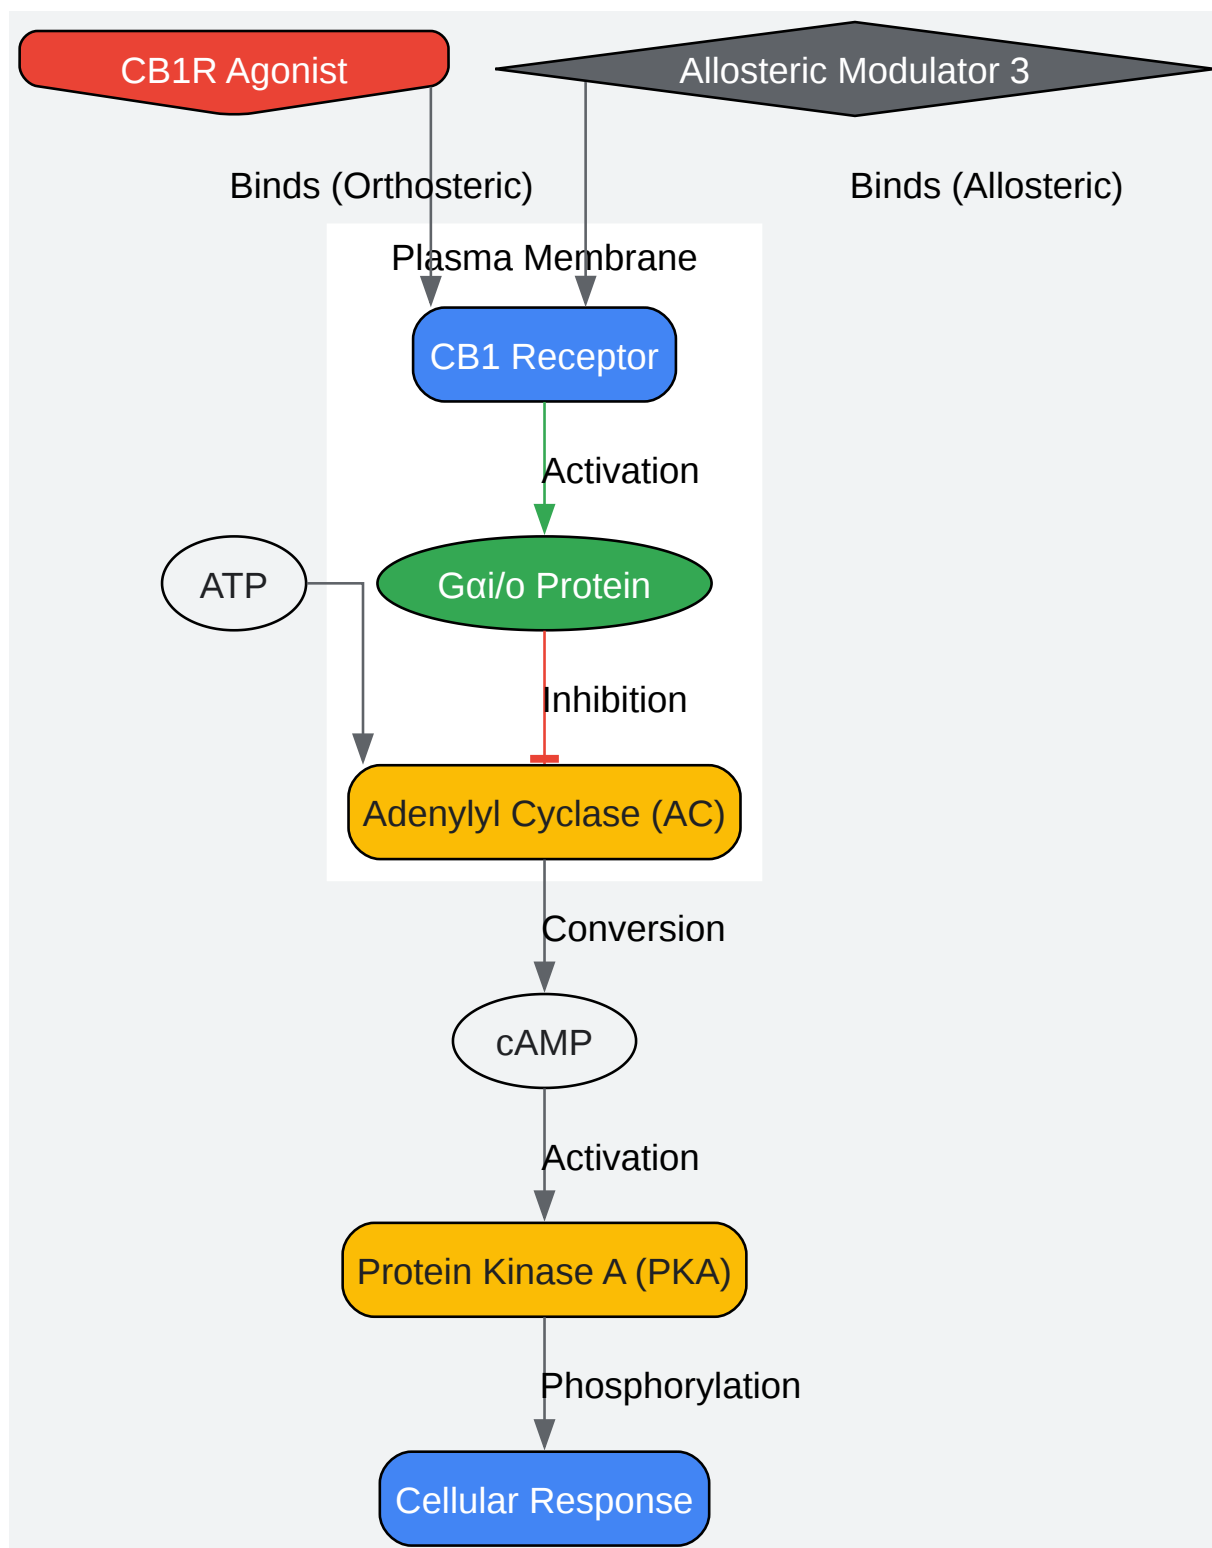 CB1R Agonist
Allosteric Modulator 3
Binds (Orthosteric)
Binds (Allosteric)
Plasma Membrane
CB1 Receptor
Activation
ATP
Gαi/o Protein
Inhibition
Adenylyl Cyclase (AC)
Conversion
cAMP
Activation
Protein Kinase A (PKA)
Phosphorylation
Cellular Response